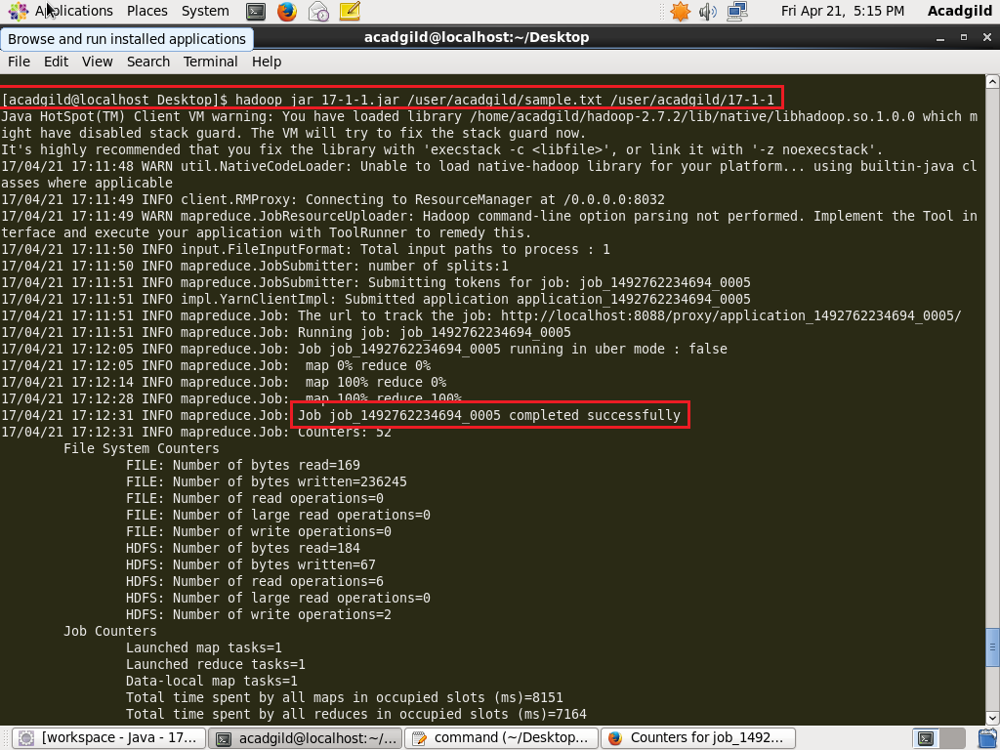 Applications Places System
Fri Apr 21, 5:15 PM Acadgild
Browse and run installed applications
acadgild@localhost:~/Desktop
File Edit View Search Terminal Help
[acadgild@localhost Desktop]$ hadoop jar 17-1-1.jar /user/acadgild/sample.txt /user/acadgild/17-1-1
Java HotSpot(TM) Client VM warning: You have loaded library /home/acadgild/hadoop-2.7.2/lib/native/libhadoop.so.1.0.0 which m
ight have disabled stack guard. The VM will try to fix the stack guard now.
It's highly recommended that you fix the library with 'execstack -c <libfile>', or link it with '-z noexecstack'.
17/04/21 17:11:48 WARN util.NativeCodeLoader: Unable to load native-hadoop library for your platform... using builtin-java cl
asses where applicable
17/04/21 17:11:49 INFO client.RMProxy: Connecting to ResourceManager at /0.0.0.0:8032
17/04/21 17:11:49 WARN mapreduce.JobResourceUploader: Hadoop command-line option parsing not performed. Implement the Tool in
terface and execute your application with ToolRunner to remedy this.
17/04/21 17:11:50 INFO input.FileInputFormat: Total input paths to process : 1
17/04/21 17:11:50 INFO mapreduce.JobSubmitter: number of splits:1
17/04/21 17:11:51 INFO mapreduce.JobSubmitter: Submitting tokens for job: job_1492762234694_0005
17/04/21 17:11:51 INFO impl.YarnClientImpl: Submitted application application_1492762234694_0005
17/04/21 17:11:51 INFO mapreduce.Job: The url to track the job: http://localhost:8088/proxy/application_1492762234694_0005/
17/04/21 17:11:51 INFO mapreduce.Job: Running job: job_1492762234694_0005
17/04/21 17:12:05 INFO mapreduce.Job: Job job_1492762234694_0005 running in uber mode : false
17/04/21 17:12:05 INFO mapreduce.Job:  map 0% reduce 0%
17/04/21 17:12:14 INFO mapreduce.Job:  map 100% reduce 0%
17/04/21 17:12:28 INFO mapreduce.Job:  map 100% reduce 100%
17/04/21 17:12:31 INFO mapreduce.Job: Job job_1492762234694_0005 completed successfully
17/04/21 17:12:31 INFO mapreduce.Job: Counters: 52
File System Counters
FILE: Number of bytes read=169
FILE: Number of bytes written=236245
FILE: Number of read operations=0
FILE: Number of large read operations=0
FILE: Number of write operations=0
HDFS: Number of bytes read=184
HDFS: Number of bytes written=67
HDFS: Number of read operations=6
HDFS: Number of large read operations=0
HDFS: Number of write operations=2
Job Counters
Launched map tasks=1
Launched reduce tasks=1
Data-local map tasks=1
Total time spent by all maps in occupied slots (ms)=8151
Total time spent by all reduces in occupied slots (ms)=7164
[workspace - Java - 17... acadgild@localhost:~/... command (~/Desktop... Counters for job_1492...